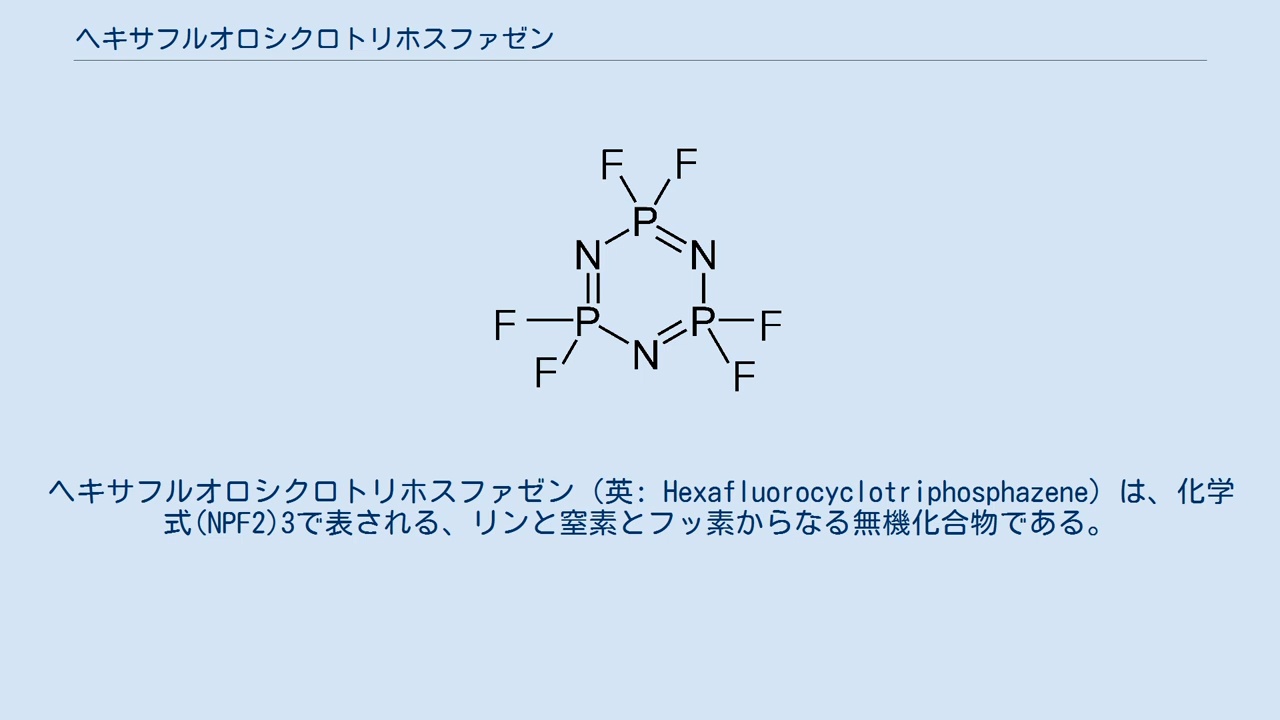 ヘキサフルオロシクロトリホスファゼン
F F
P
N N
F P P F
N
F F
ヘキサフルオロシクロトリホスファゼン（英: Hexafluorocyclotriphosphazene）は、化学
式(NPF2)3で表される、リンと窒素とフッ素からなる無機化合物である。